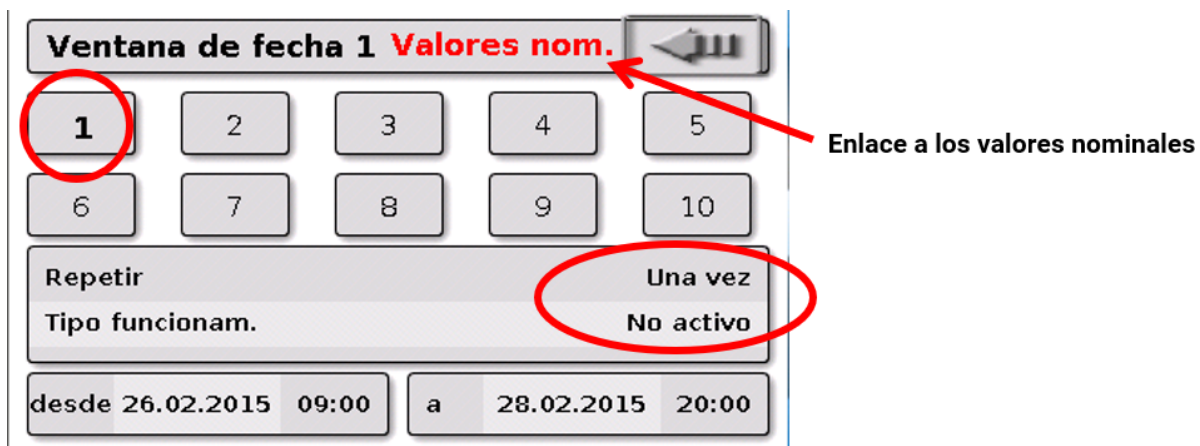 Ventana de fecha 1 Valores nom.
Enlace a los valores nominales
1 2 3 4 5
6 7 8 9 10
Repetir Una vez
Tipo funcionam. No activo
desde 26.02.2015 09:00 a 28.02.2015 20:00